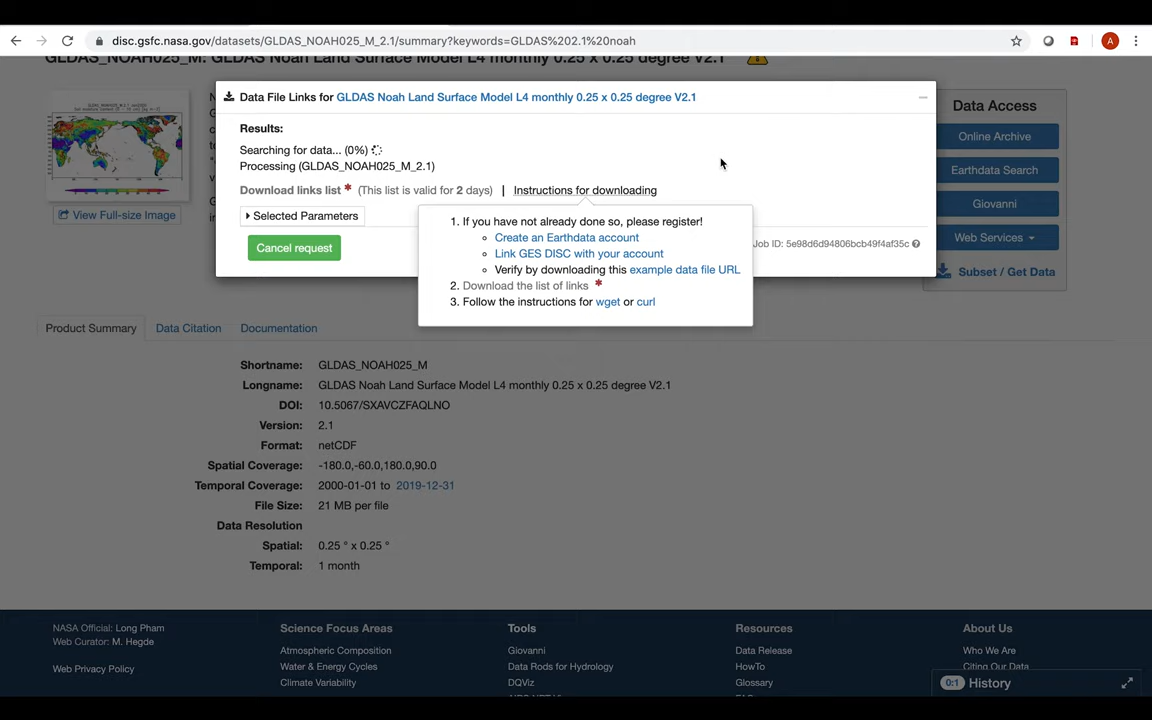 disc.gsfc.nasa.gov/datasets/GLDAS_NOAH025_M_2.1/summary?keywords=GLDAS%202.1%20noah
A
GLDAS_NOAH025_M_2.1: GLDAS Noah Land Surface Model L4 monthly 0.25 x 0.25 degree V2.1
Data File Links for GLDAS Noah Land Surface Model L4 monthly 0.25 x 0.25 degree V2.1
Results:
Searching for data... (0%)
Processing (GLDAS_NOAH025_M_2.1)
Download links list * (This list is valid for 2 days) | Instructions for downloading
Selected Parameters
Cancel request
Job ID: 5e98d6d94806bcb49f4af35c
1. If you have not already done so, please register!
Create an Earthdata account
Link GES DISC with your account
Verify by downloading this example data file URL
2. Download the list of links *
3. Follow the instructions for wget or curl
View Full-size Image
Data Access
Online Archive
Earthdata Search
Giovanni
Web Services
Subset / Get Data
Product Summary
Data Citation
Documentation
Shortname: GLDAS_NOAH025_M
Longname: GLDAS Noah Land Surface Model L4 monthly 0.25 x 0.25 degree V2.1
DOI: 10.5067/SXAVCZFAQLNO
Version: 2.1
Format: netCDF
Spatial Coverage: -180.0,-60.0,180.0,90.0
Temporal Coverage: 2000-01-01 to 2019-12-31
File Size: 21 MB per file
Data Resolution
Spatial: 0.25 ° x 0.25 °
Temporal: 1 month
NASA Official: Long Pham
Web Curator: M. Hegde
Web Privacy Policy
Science Focus Areas
Atmospheric Composition
Water & Energy Cycles
Climate Variability
Tools
Giovanni
Data Rods for Hydrology
DQViz
Resources
Data Release
HowTo
Glossary
FAQ
About Us
Who We Are
Citing Our Data
0:1 History